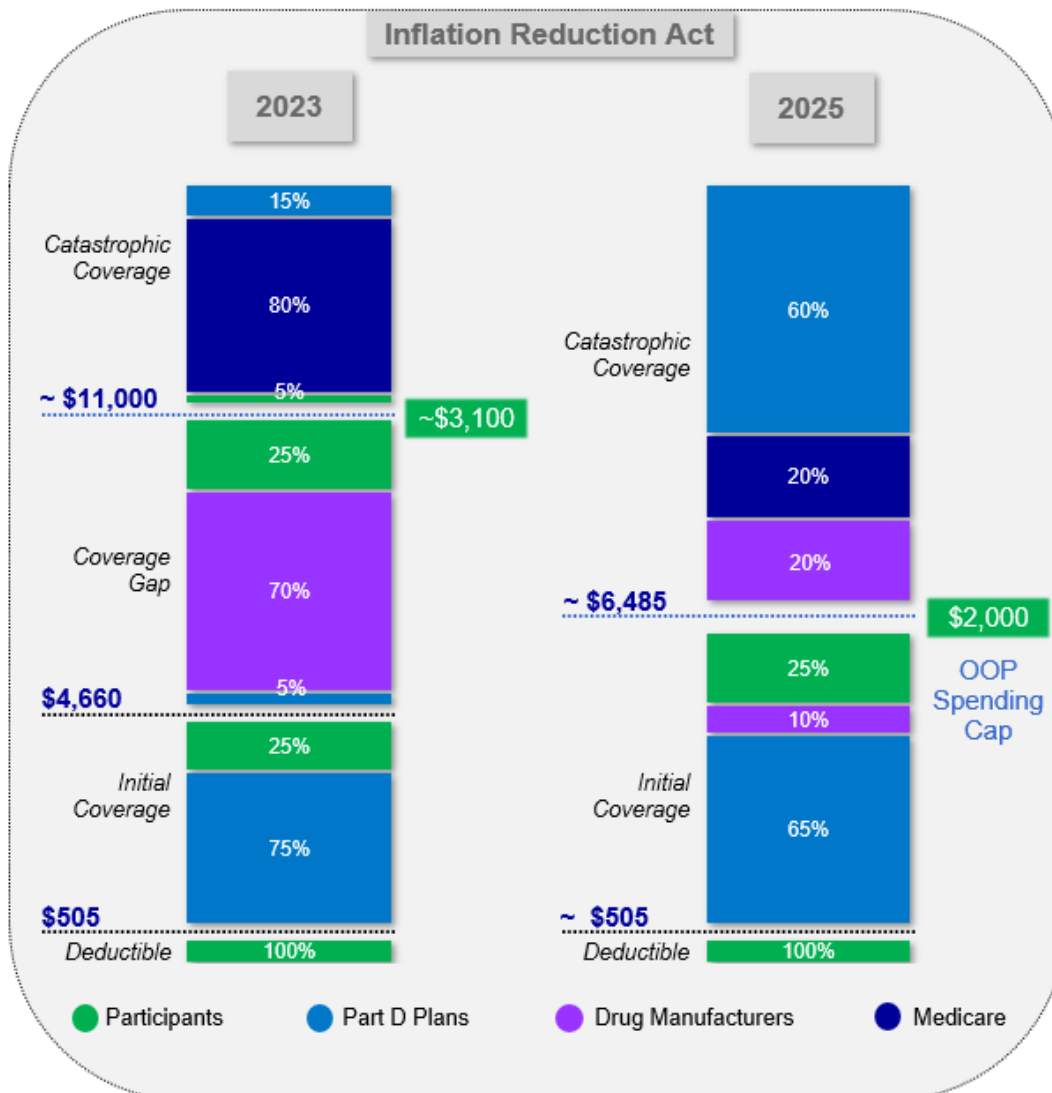 Inflation Reduction Act
2023
15%
Catastrophic
Coverage
80%
5%
~ $11,000
~$3,100
25%
Coverage
Gap
70%
5%
$4,660
25%
Initial
Coverage
75%
$505
Deductible
100%
2025
60%
Catastrophic
Coverage
20%
20%
~ $6,485
$2,000
OOP
Spending
Cap
25%
10%
Initial
Coverage
65%
~ $505
Deductible
100%
Participants
Part D Plans
Drug Manufacturers
Medicare